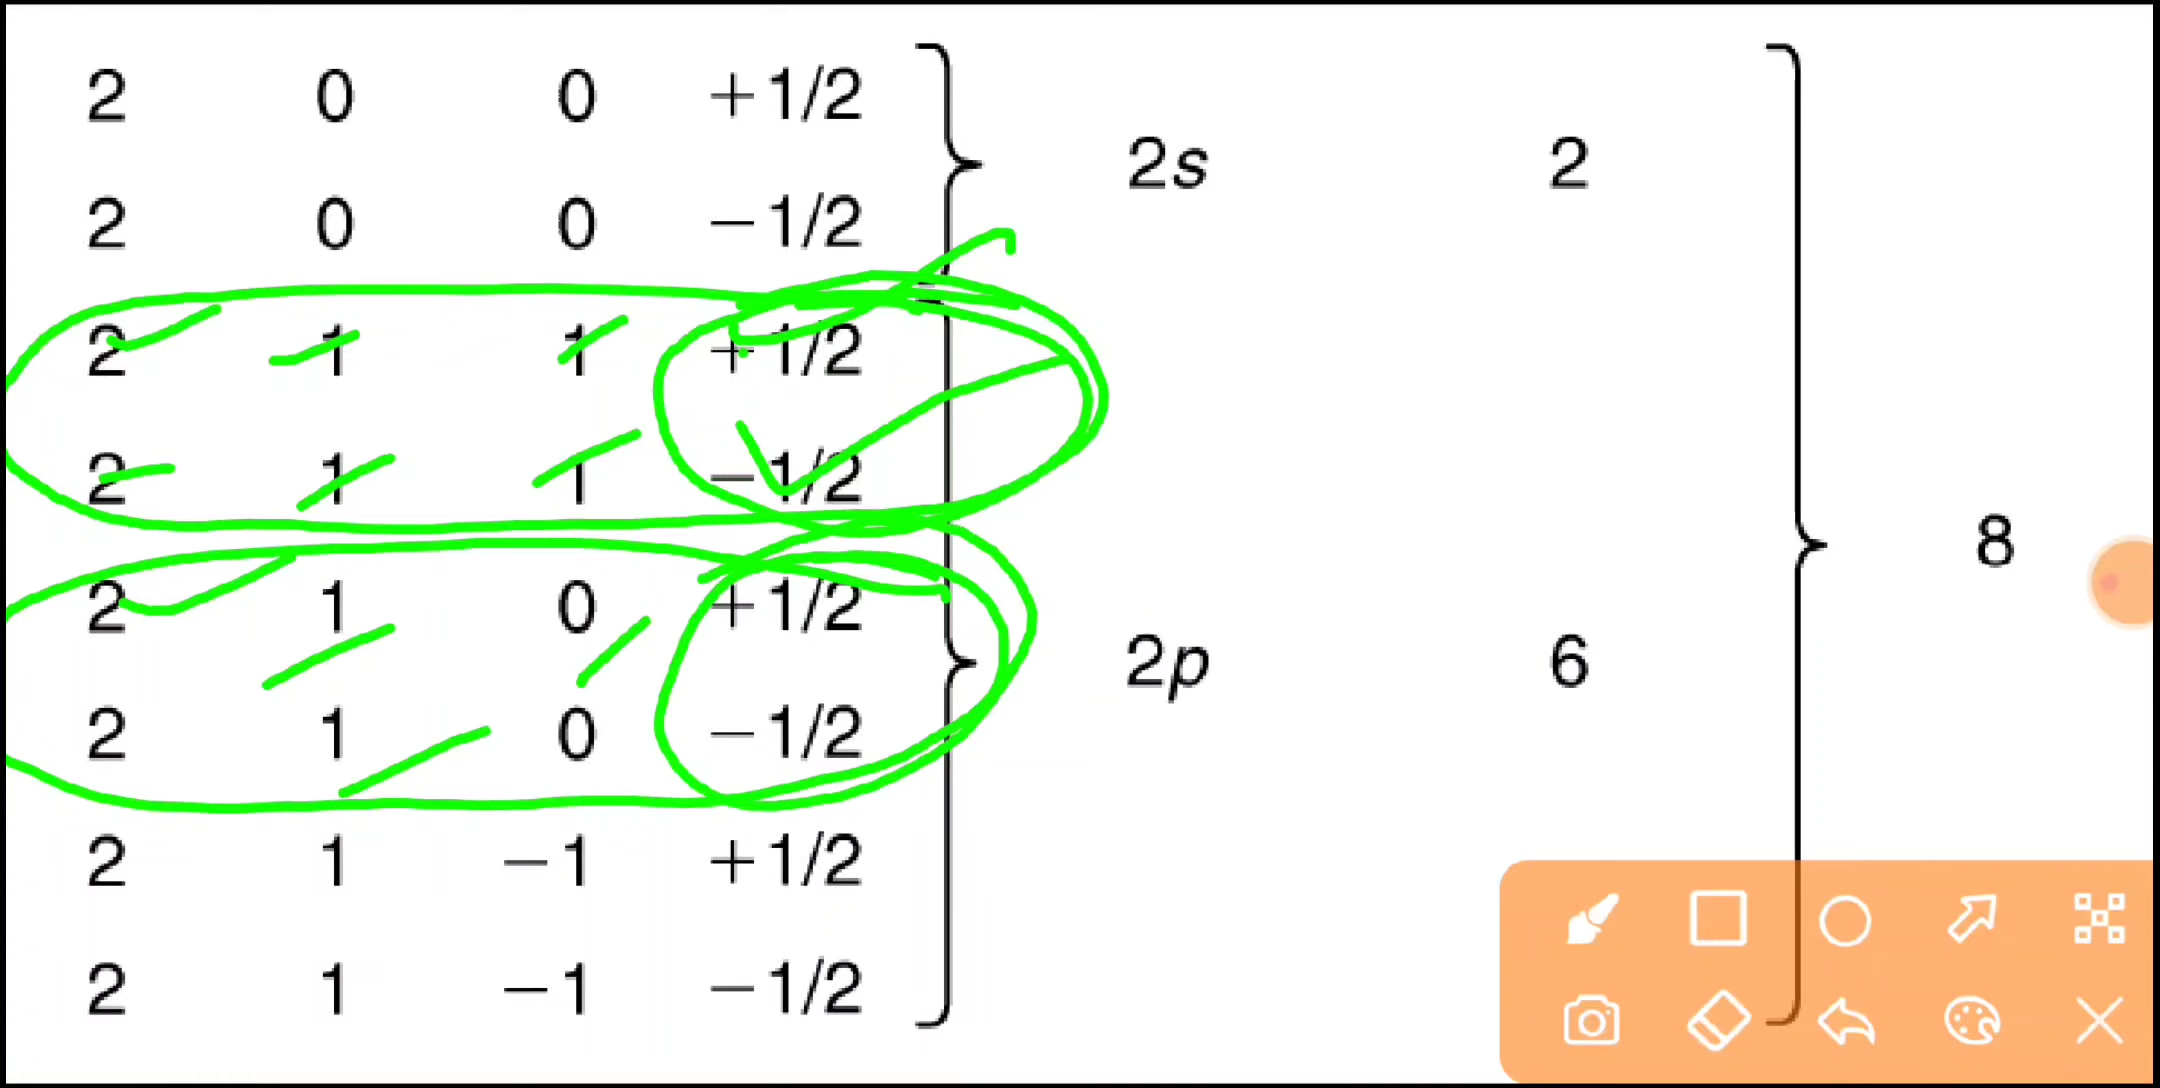 2 0 0 +1/2
2s 2
2 0 0 −1/2
2 1 1 +1/2
2 1 1 −1/2
8
2 1 0 +1/2
2p 6
2 1 0 −1/2
2 1 −1 +1/2
2 1 −1 −1/2